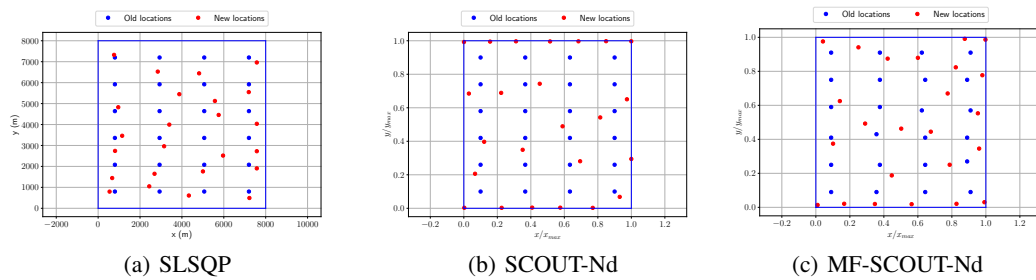 Old locations New locations
8000
7000
6000
5000
4000
3000
2000
1000
0
y (m)
−2000 0 2000 4000 6000 8000 10000
x (m)
(a) SLSQP
Old locations New locations
1.0
0.8
0.6
0.4
0.2
0.0
y/ymax
−0.2 0.0 0.2 0.4 0.6 0.8 1.0 1.2
x/xmax
(b) SCOUT-Nd
Old locations New locations
1.0
0.8
0.6
0.4
0.2
0.0
y/ymax
−0.2 0.0 0.2 0.4 0.6 0.8 1.0 1.2
x/xmax
(c) MF-SCOUT-Nd